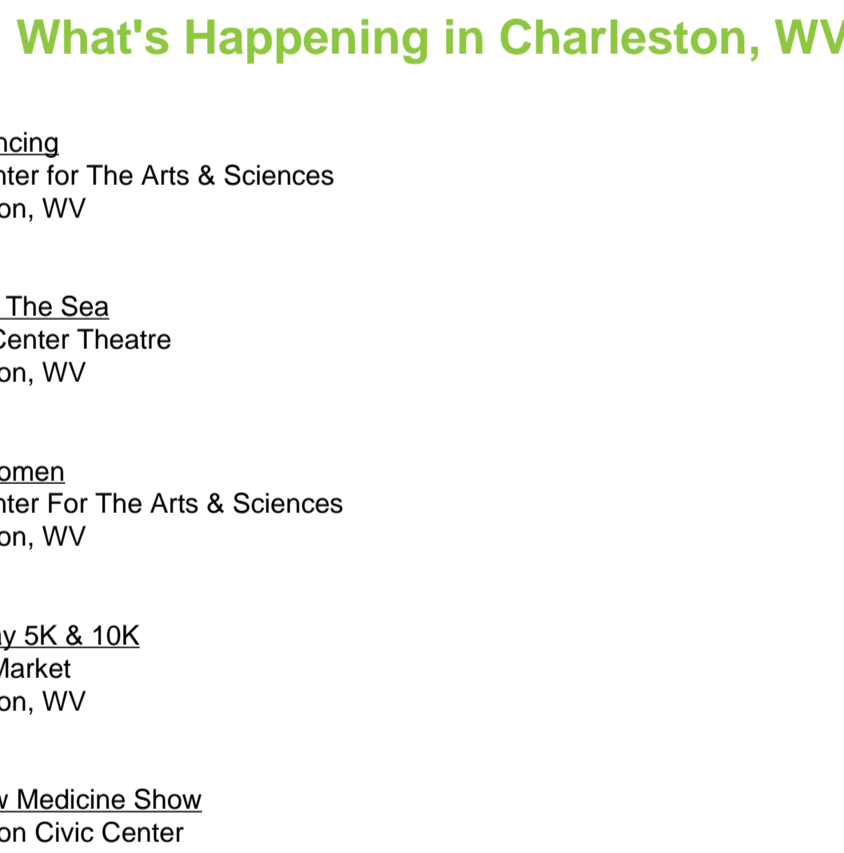 What's Happening in Charleston, WV
ncing
nter for The Arts & Sciences
on, WV
The Sea
Center Theatre
on, WV
omen
nter For The Arts & Sciences
on, WV
ay 5K & 10K
Market
on, WV
w Medicine Show
on Civic Center